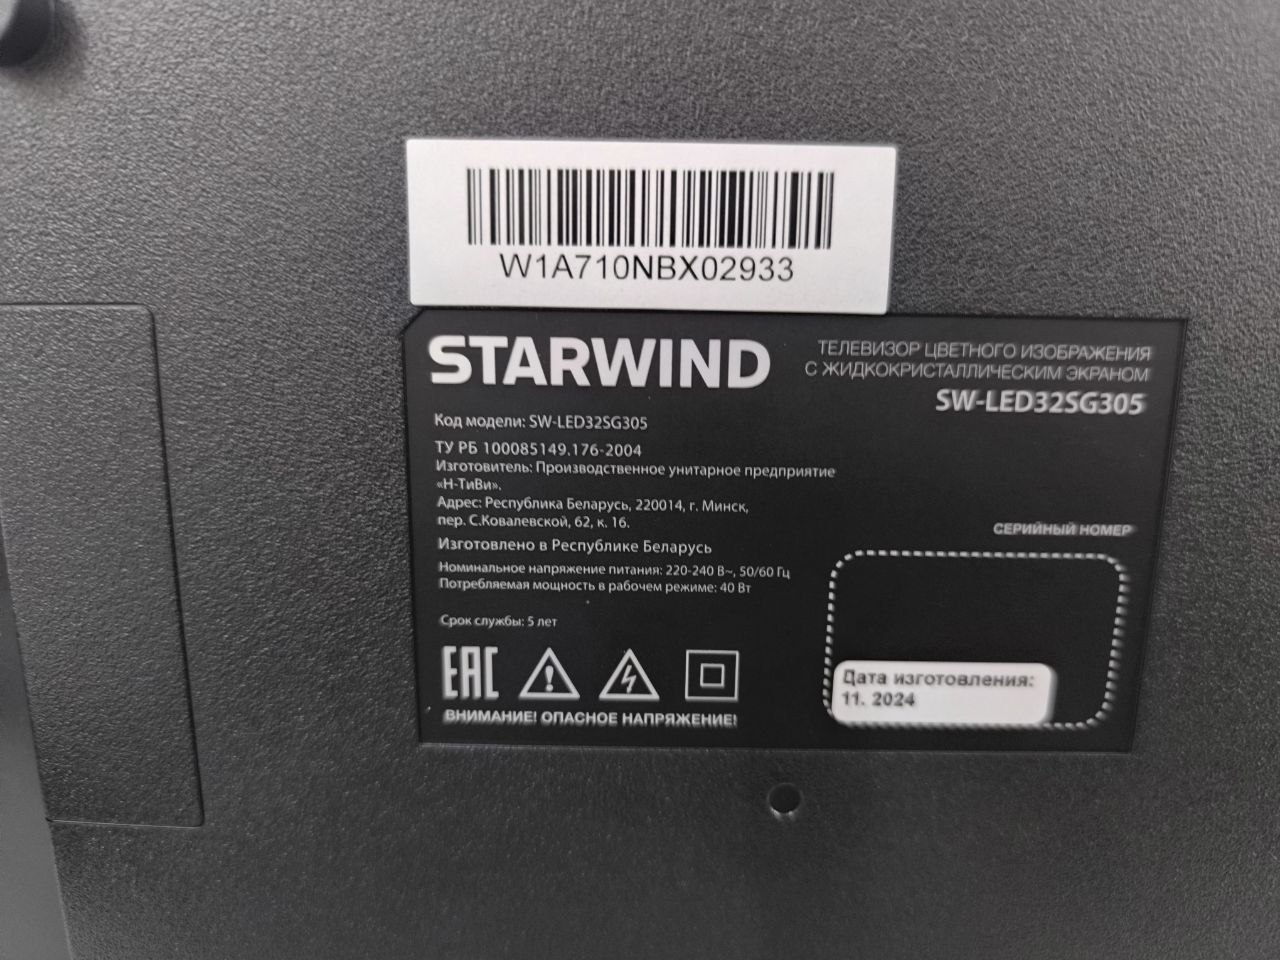 W1A710NBX02933
STARWIND
ТЕЛЕВИЗОР ЦВЕТНОГО ИЗОБРАЖЕНИЯ
С ЖИДКОКРИСТАЛЛИЧЕСКИМ ЭКРАНОМ
SW-LED32SG305
Код модели: SW-LED32SG305
ТУ РБ 100085149.176-2004
Изготовитель: Производственное унитарное предприятие
«Н-ТиВи».
Адрес: Республика Беларусь, 220014, г. Минск,
пер. С.Ковалевской, 62, к. 16.
Изготовлено в Республике Беларусь
Номинальное напряжение питания: 220-240 В~, 50/60 Гц
Потребляемая мощность в рабочем режиме: 40 Вт
Срок службы: 5 лет
EAC
ВНИМАНИЕ! ОПАСНОЕ НАПРЯЖЕНИЕ!
СЕРИЙНЫЙ НОМЕР
Дата изготовления:
11. 2024